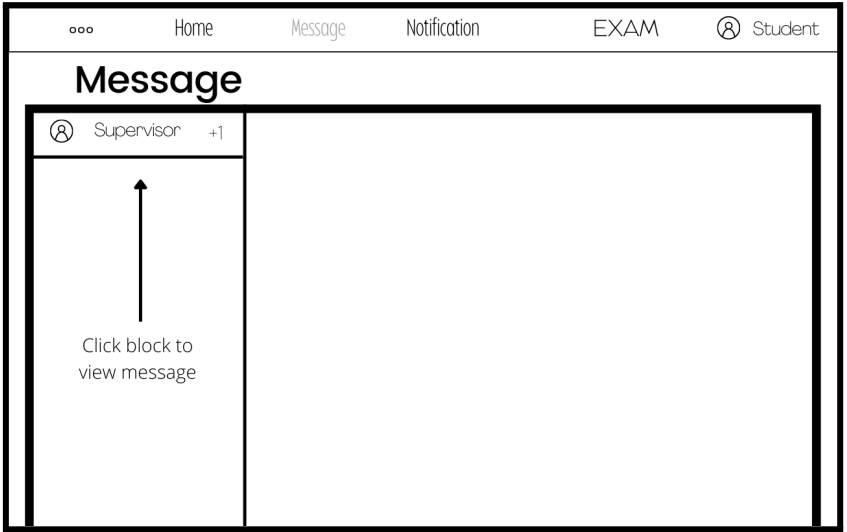 ooo Home Message Notification EXAM Student
Message
Supervisor +1
Click block to
view message